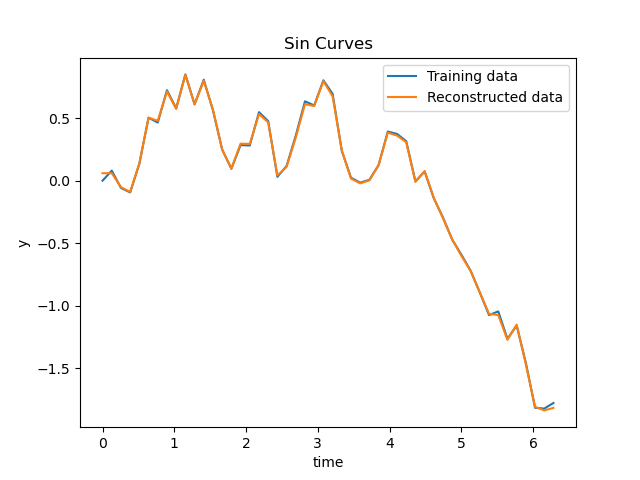 Sin Curves
Training data
Reconstructed data
0.5
0.0
−0.5
−1.0
−1.5
y
0 1 2 3 4 5 6
time